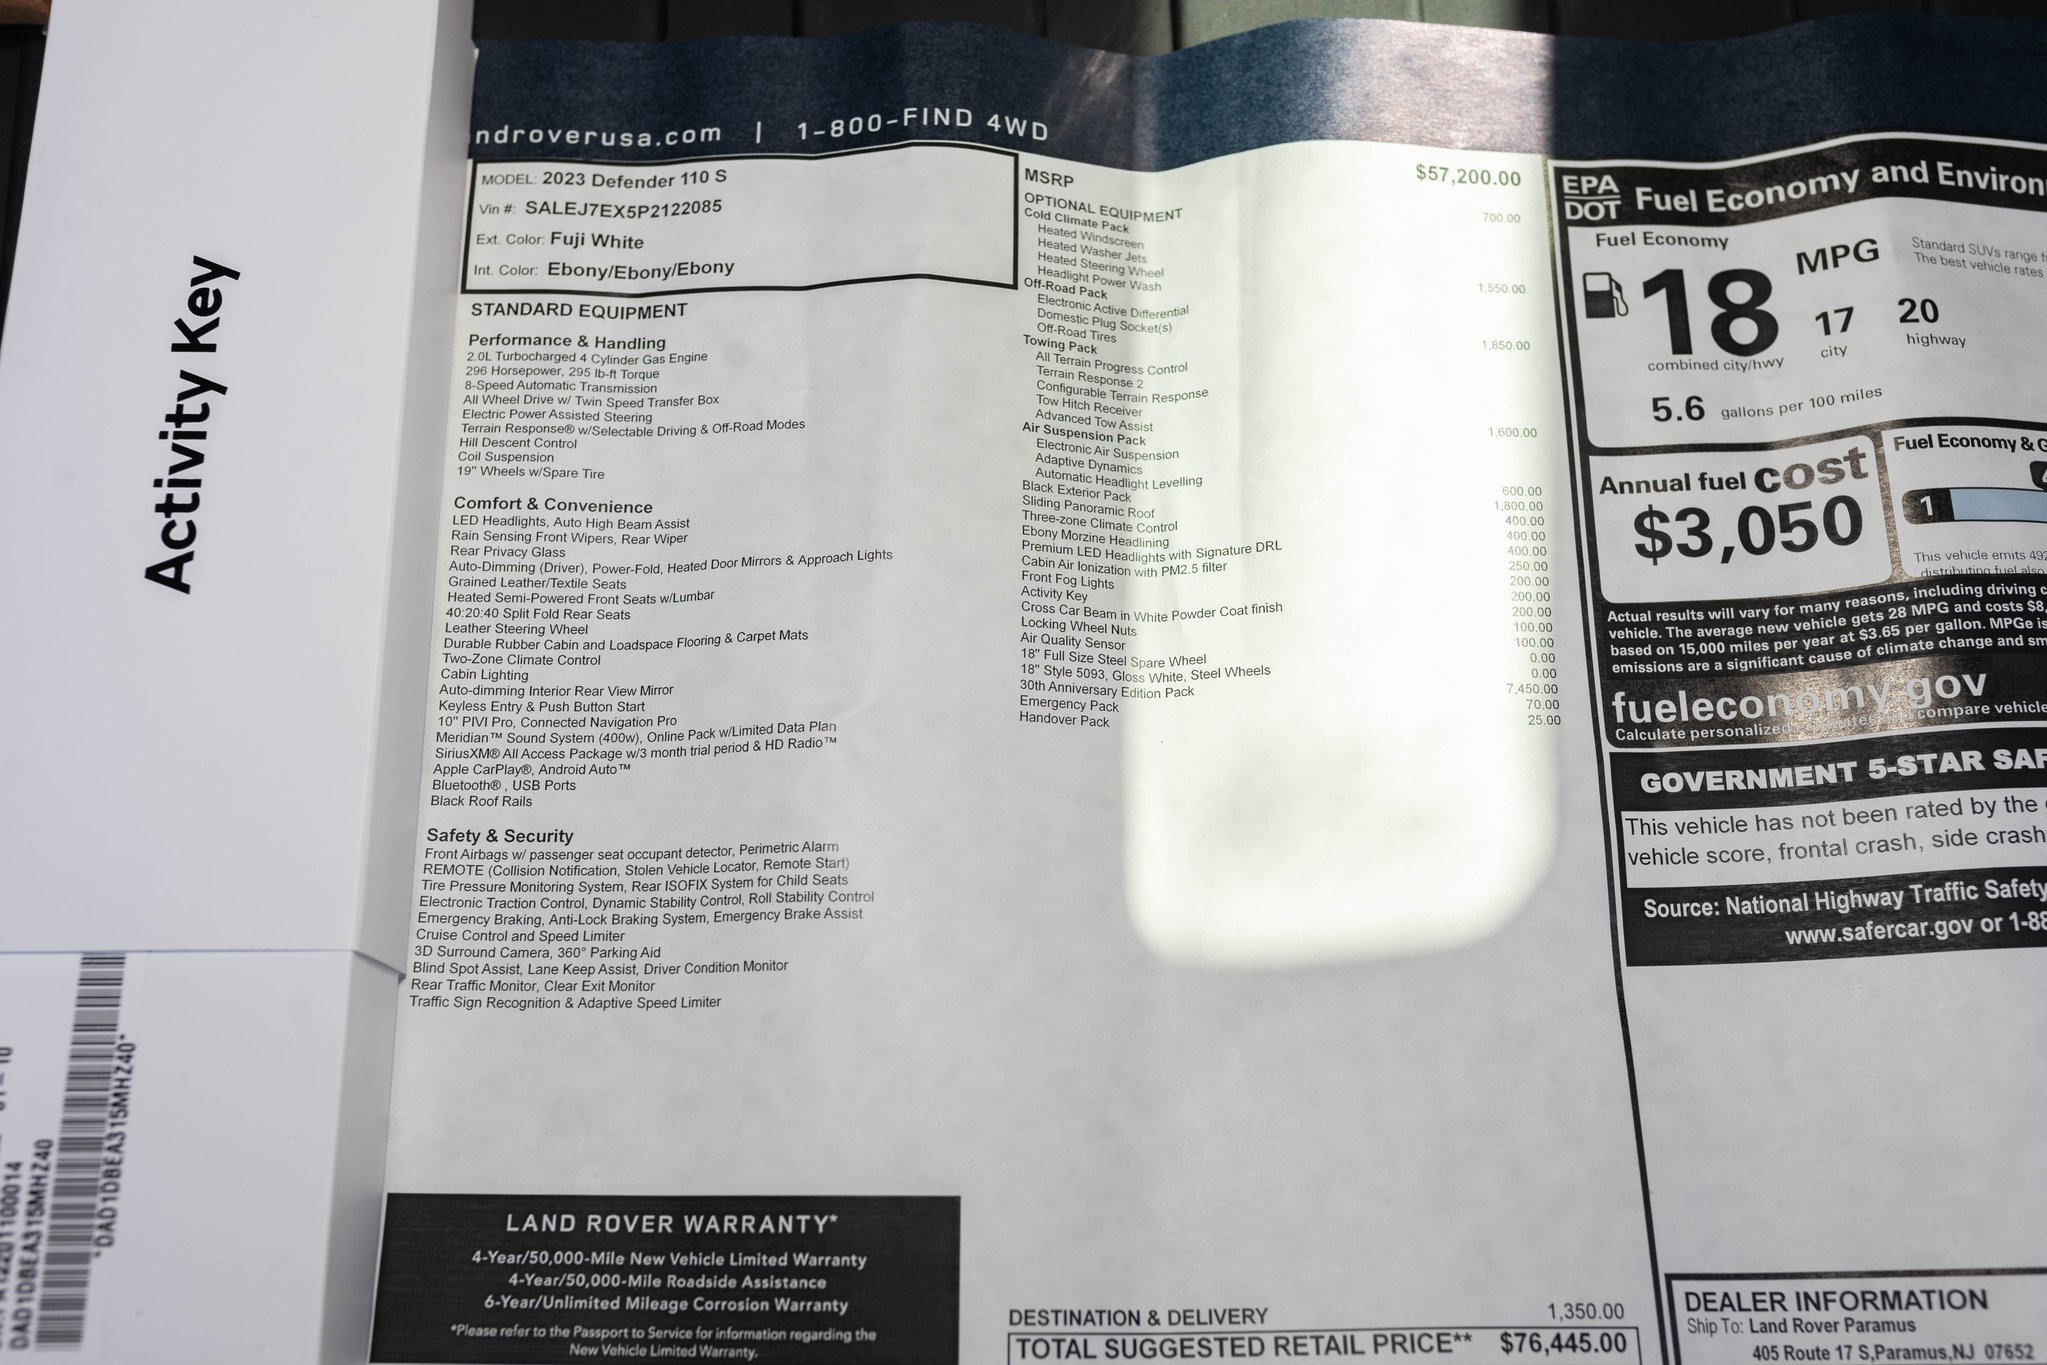 Activity Key
DAD1DBEA315MHZ40
*DAD1DBEA315MHZ40*
ndroverusa.com | 1-800-FIND 4WD
MODEL: 2023 Defender 110 S
Vin #: SALEJ7EX5P2122085
Ext. Color: Fuji White
Int. Color: Ebony/Ebony/Ebony
STANDARD EQUIPMENT
Performance & Handling
2.0L Turbocharged 4 Cylinder Gas Engine
296 Horsepower, 295 lb-ft Torque
8-Speed Automatic Transmission
All Wheel Drive w/ Twin Speed Transfer Box
Electric Power Assisted Steering
Terrain Response® w/Selectable Driving & Off-Road Modes
Hill Descent Control
Coil Suspension
19" Wheels w/Spare Tire
Comfort & Convenience
LED Headlights, Auto High Beam Assist
Rain Sensing Front Wipers, Rear Wiper
Rear Privacy Glass
Auto-Dimming (Driver), Power-Fold, Heated Door Mirrors & Approach Lights
Grained Leather/Textile Seats
Heated Semi-Powered Front Seats w/Lumbar
40:20:40 Split Fold Rear Seats
Leather Steering Wheel
Durable Rubber Cabin and Loadspace Flooring & Carpet Mats
Two-Zone Climate Control
Cabin Lighting
Auto-dimming Interior Rear View Mirror
Keyless Entry & Push Button Start
10" PIVI Pro, Connected Navigation Pro
Meridian™ Sound System (400w), Online Pack w/Limited Data Plan
SiriusXM® All Access Package w/3 month trial period & HD Radio™
Apple CarPlay®, Android Auto™
Bluetooth® , USB Ports
Black Roof Rails
Safety & Security
Front Airbags w/ passenger seat occupant detector, Perimetric Alarm
REMOTE (Collision Notification, Stolen Vehicle Locator, Remote Start)
Tire Pressure Monitoring System, Rear ISOFIX System for Child Seats
Electronic Traction Control, Dynamic Stability Control, Roll Stability Control
Emergency Braking, Anti-Lock Braking System, Emergency Brake Assist
Cruise Control and Speed Limiter
3D Surround Camera, 360° Parking Aid
Blind Spot Assist, Lane Keep Assist, Driver Condition Monitor
Rear Traffic Monitor, Clear Exit Monitor
Traffic Sign Recognition & Adaptive Speed Limiter
LAND ROVER WARRANTY*
4-Year/50,000-Mile New Vehicle Limited Warranty
4-Year/50,000-Mile Roadside Assistance
6-Year/Unlimited Mileage Corrosion Warranty
*Please refer to the Passport to Service for information regarding the
New Vehicle Limited Warranty.
MSRP $57,200.00
OPTIONAL EQUIPMENT
Cold Climate Pack 700.00
Heated Windscreen
Heated Washer Jets
Heated Steering Wheel
Headlight Power Wash
Off-Road Pack 1,550.00
Electronic Active Differential
Domestic Plug Socket(s)
Off-Road Tires
Towing Pack 1,850.00
All Terrain Progress Control
Terrain Response 2
Configurable Terrain Response
Tow Hitch Receiver
Advanced Tow Assist
Air Suspension Pack 1,600.00
Electronic Air Suspension
Adaptive Dynamics
Automatic Headlight Levelling
Black Exterior Pack 600.00
Sliding Panoramic Roof 1,800.00
Three-zone Climate Control 400.00
Ebony Morzine Headlining 400.00
Premium LED Headlights with Signature DRL 400.00
Cabin Air Ionization with PM2.5 filter 250.00
Front Fog Lights 200.00
Activity Key 200.00
Cross Car Beam in White Powder Coat finish 200.00
Locking Wheel Nuts 100.00
Air Quality Sensor 100.00
18" Full Size Steel Spare Wheel 0.00
18" Style 5093, Gloss White, Steel Wheels 0.00
30th Anniversary Edition Pack 7,450.00
Emergency Pack 70.00
Handover Pack 25.00
DESTINATION & DELIVERY 1,350.00
TOTAL SUGGESTED RETAIL PRICE** $76,445.00
EPA DOT Fuel Economy and Environ
Fuel Economy
18 MPG
combined city/hwy
17 city
20 highway
5.6 gallons per 100 miles
Standard SUVs range
The best vehicle rates
Annual fuel cost
$3,050
Fuel Economy & G
1
This vehicle emits 492
distributing fuel also
Actual results will vary for many reasons, including driving
vehicle. The average new vehicle gets 28 MPG and costs $8,
based on 15,000 miles per year at $3.65 per gallon. MPGe is
emissions are a significant cause of climate change and sm
fueleconomy.gov
Calculate personalized compare vehicle
GOVERNMENT 5-STAR SAF
This vehicle has not been rated by the
vehicle score, frontal crash, side crash
Source: National Highway Traffic Safety
www.safercar.gov or 1-88
DEALER INFORMATION
Ship To: Land Rover Paramus
405 Route 17 S,Paramus,NJ 07652